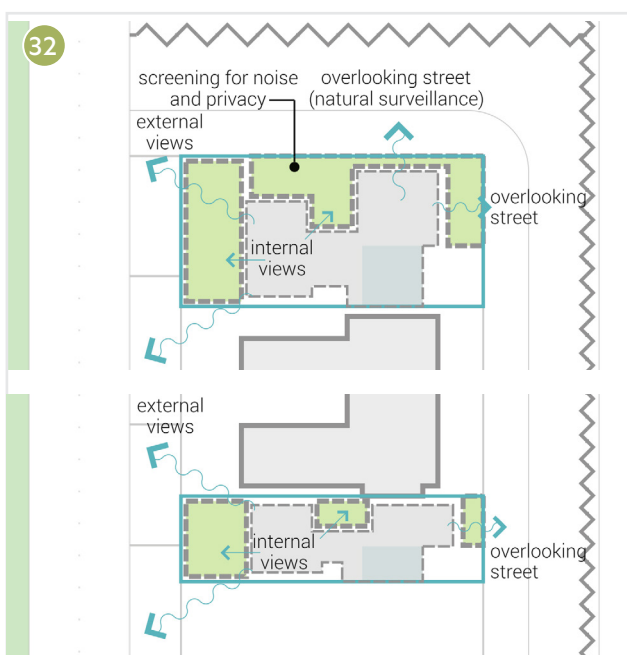 32
screening for noise
and privacy
overlooking street
(natural surveillance)
external
views
overlooking
street
internal
views
external
views
internal
views
overlooking
street